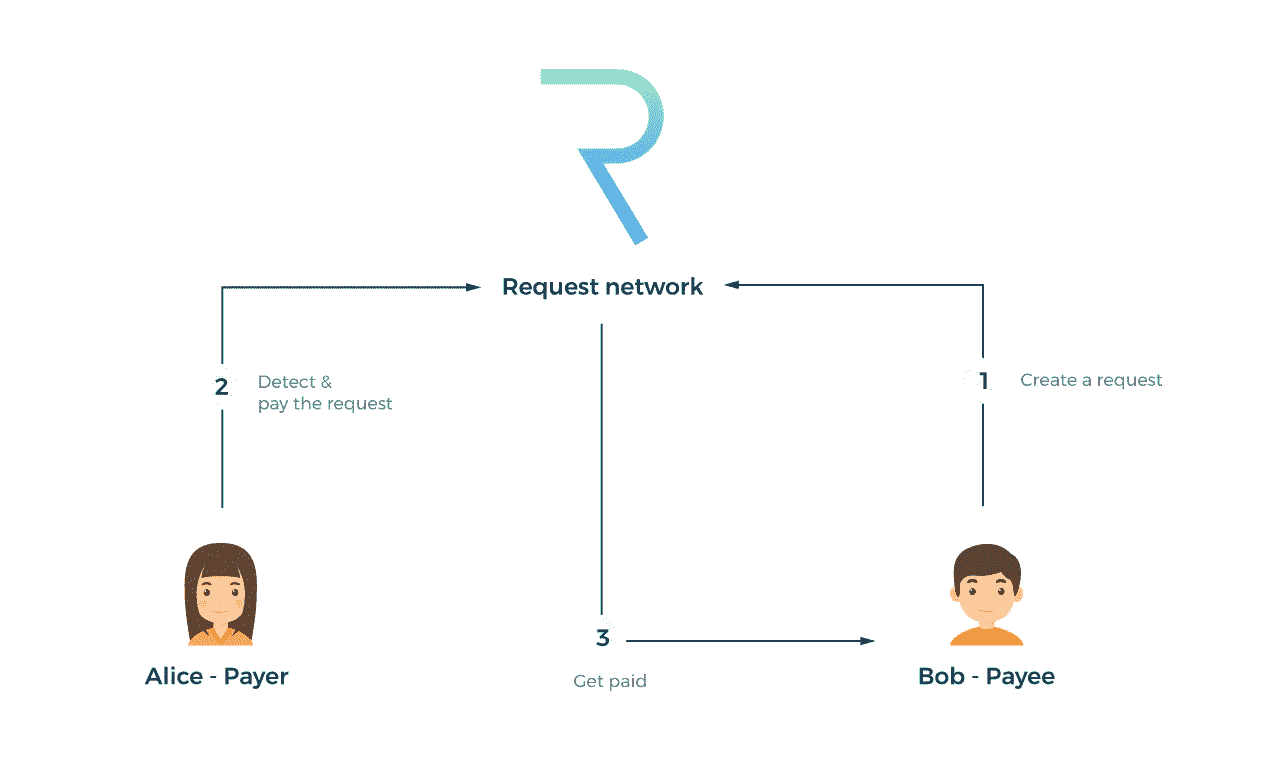 Request network
2
Detect &
pay the request
1
Create a request
3
Get paid
Alice - Payer
Bob - Payee